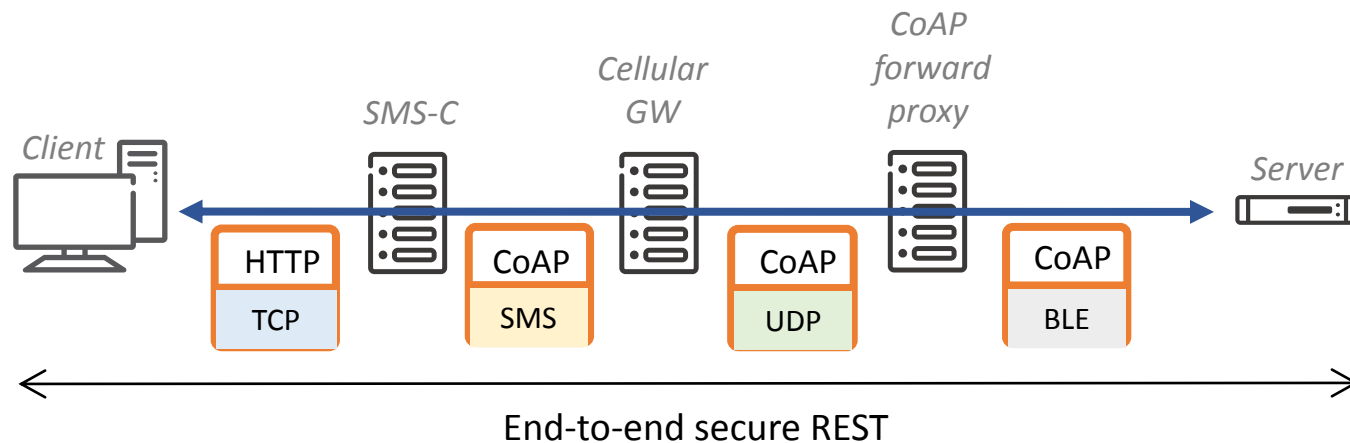 Client
SMS-C
Cellular
GW
CoAP
forward
proxy
Server
HTTP
TCP
CoAP
SMS
CoAP
UDP
CoAP
BLE
End-to-end secure REST